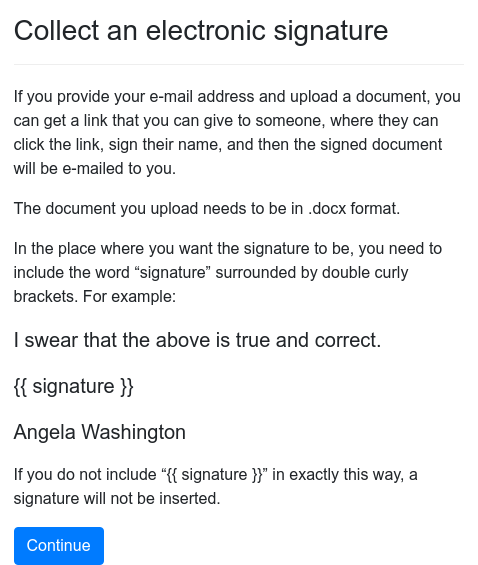 Collect an electronic signature
If you provide your e-mail address and upload a document, you
can get a link that you can give to someone, where they can
click the link, sign their name, and then the signed document
will be e-mailed to you.
The document you upload needs to be in .docx format.
In the place where you want the signature to be, you need to
include the word “signature” surrounded by double curly
brackets. For example:
I swear that the above is true and correct.
{{ signature }}
Angela Washington
If you do not include “{{ signature }}” in exactly this way, a
signature will not be inserted.
Continue